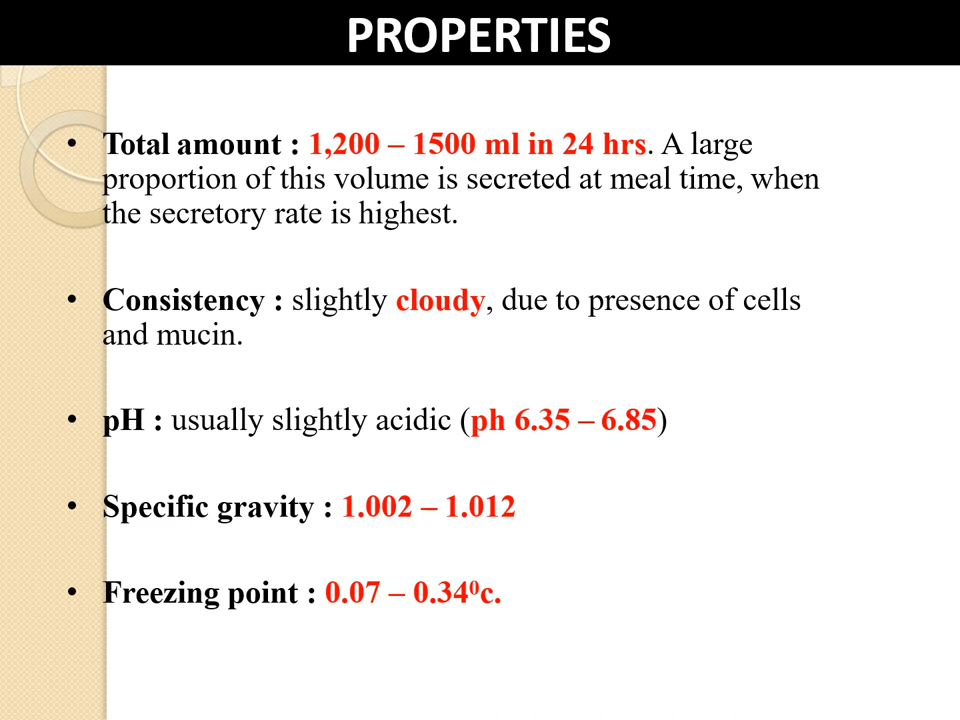 PROPERTIES
• Total amount : 1,200 – 1500 ml in 24 hrs. A large
proportion of this volume is secreted at meal time, when
the secretory rate is highest.
• Consistency : slightly cloudy, due to presence of cells
and mucin.
• pH : usually slightly acidic (ph 6.35 – 6.85)
• Specific gravity : 1.002 – 1.012
• Freezing point : 0.07 – 0.34⁰c.